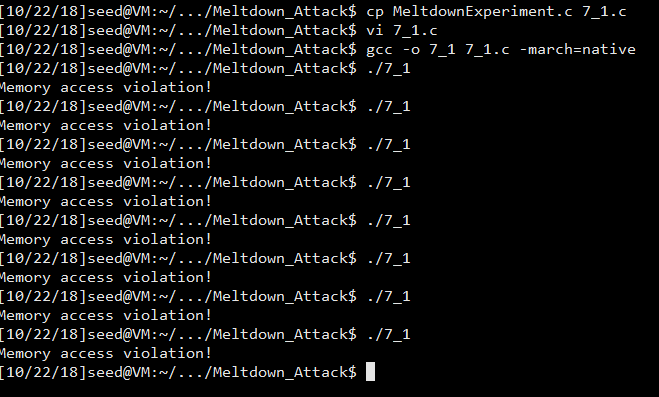 [10/22/18]seed@VM:~/.../Meltdown_Attack$ cp MeltdownExperiment.c 7_1.c
[10/22/18]seed@VM:~/.../Meltdown_Attack$ vi 7_1.c
[10/22/18]seed@VM:~/.../Meltdown_Attack$ gcc -o 7_1 7_1.c -march=native
[10/22/18]seed@VM:~/.../Meltdown_Attack$ ./7_1
Memory access violation!
[10/22/18]seed@VM:~/.../Meltdown_Attack$ ./7_1
Memory access violation!
[10/22/18]seed@VM:~/.../Meltdown_Attack$ ./7_1
Memory access violation!
[10/22/18]seed@VM:~/.../Meltdown_Attack$ ./7_1
Memory access violation!
[10/22/18]seed@VM:~/.../Meltdown_Attack$ ./7_1
Memory access violation!
[10/22/18]seed@VM:~/.../Meltdown_Attack$ ./7_1
Memory access violation!
[10/22/18]seed@VM:~/.../Meltdown_Attack$ ./7_1
Memory access violation!
[10/22/18]seed@VM:~/.../Meltdown_Attack$ ./7_1
Memory access violation!
[10/22/18]seed@VM:~/.../Meltdown_Attack$